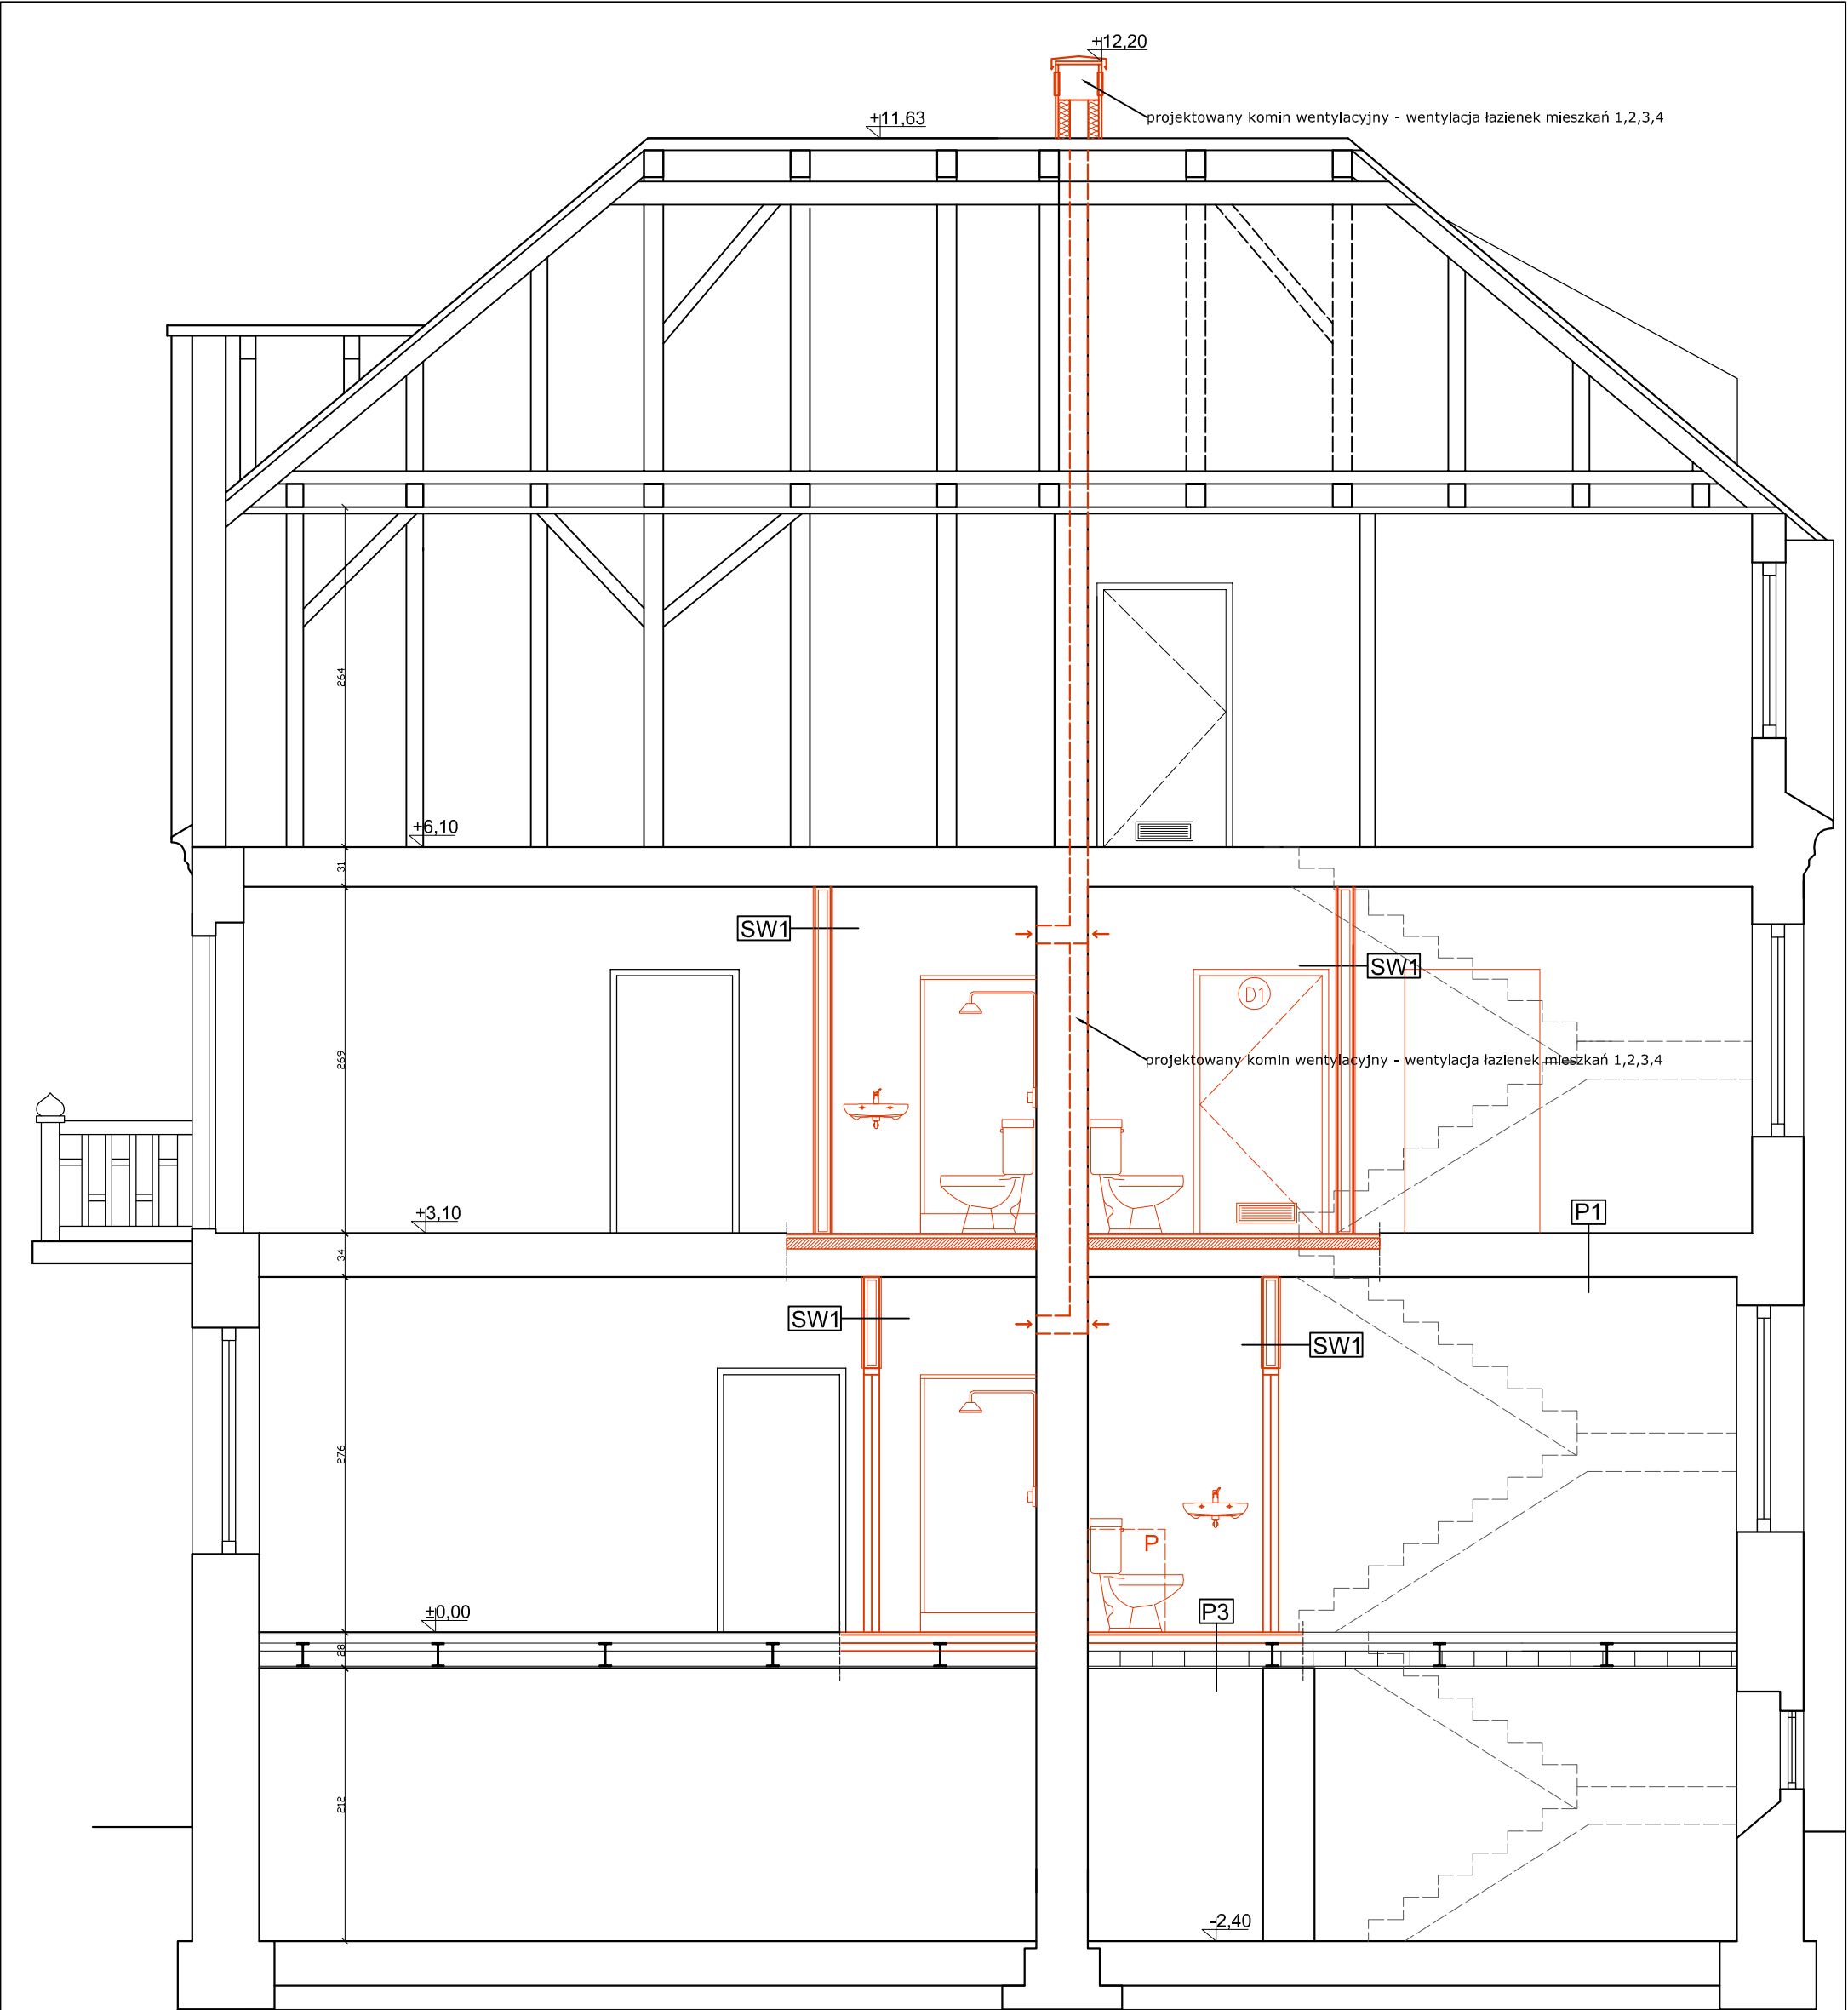 +12,20
projektowany komin wentylacyjny - wentylacja łazienek mieszkań 1,2,3,4
+11,63
264
+6,10
31
SW1
SW1
D1
269
projektowany komin wentylacyjny - wentylacja łazienek mieszkań 1,2,3,4
+3,10
P1
34
SW1
SW1
276
P
±0,00
P3
28
212
-2,40